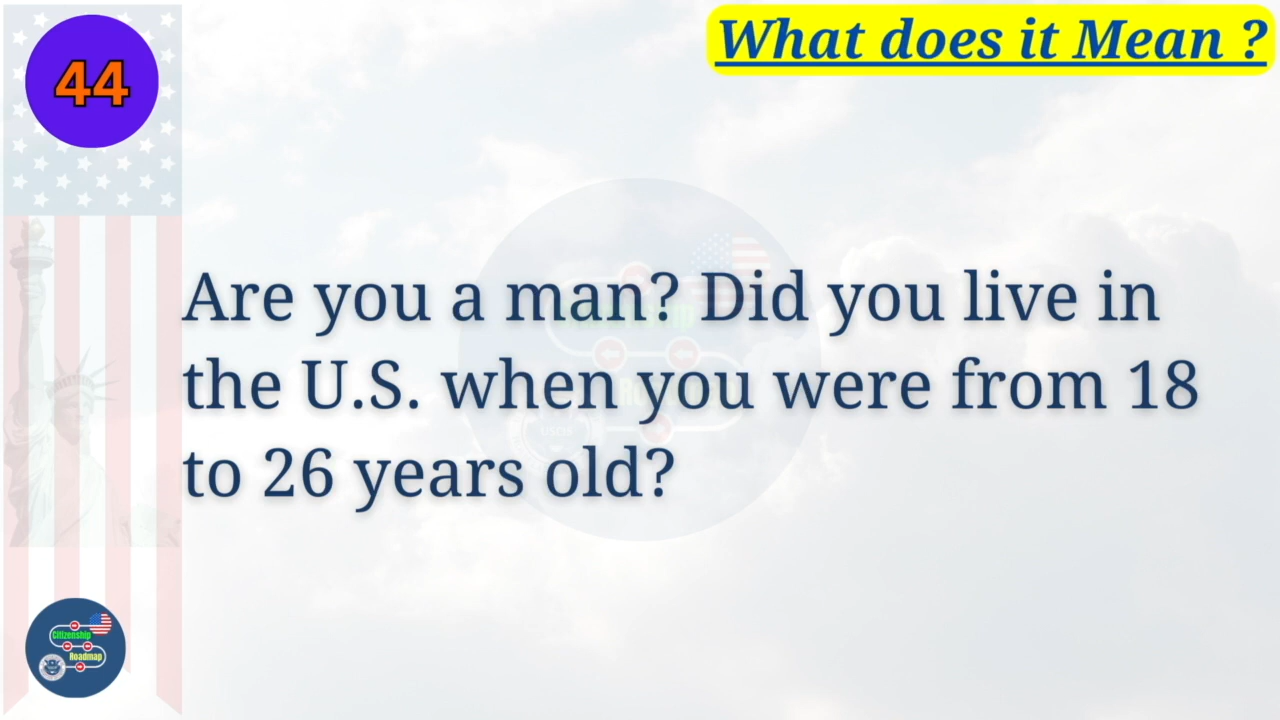 44
What does it Mean ?
Are you a man? Did you live in
the U.S. when you were from 18
to 26 years old?
Citizenship
Roadmap